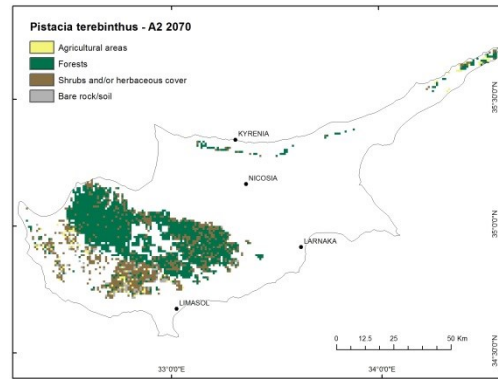 Pistacia terebinthus - A2 2070
Agricultural areas
Forests
Shrubs and/or herbaceous cover
Bare rock/soil
35°30'0"N
KYRENIA
NICOSIA
35°0'0"N
LARNAKA
LIMASOL
0 12.5 25 50 Km
34°30'0"N
33°0'0"E 34°0'0"E